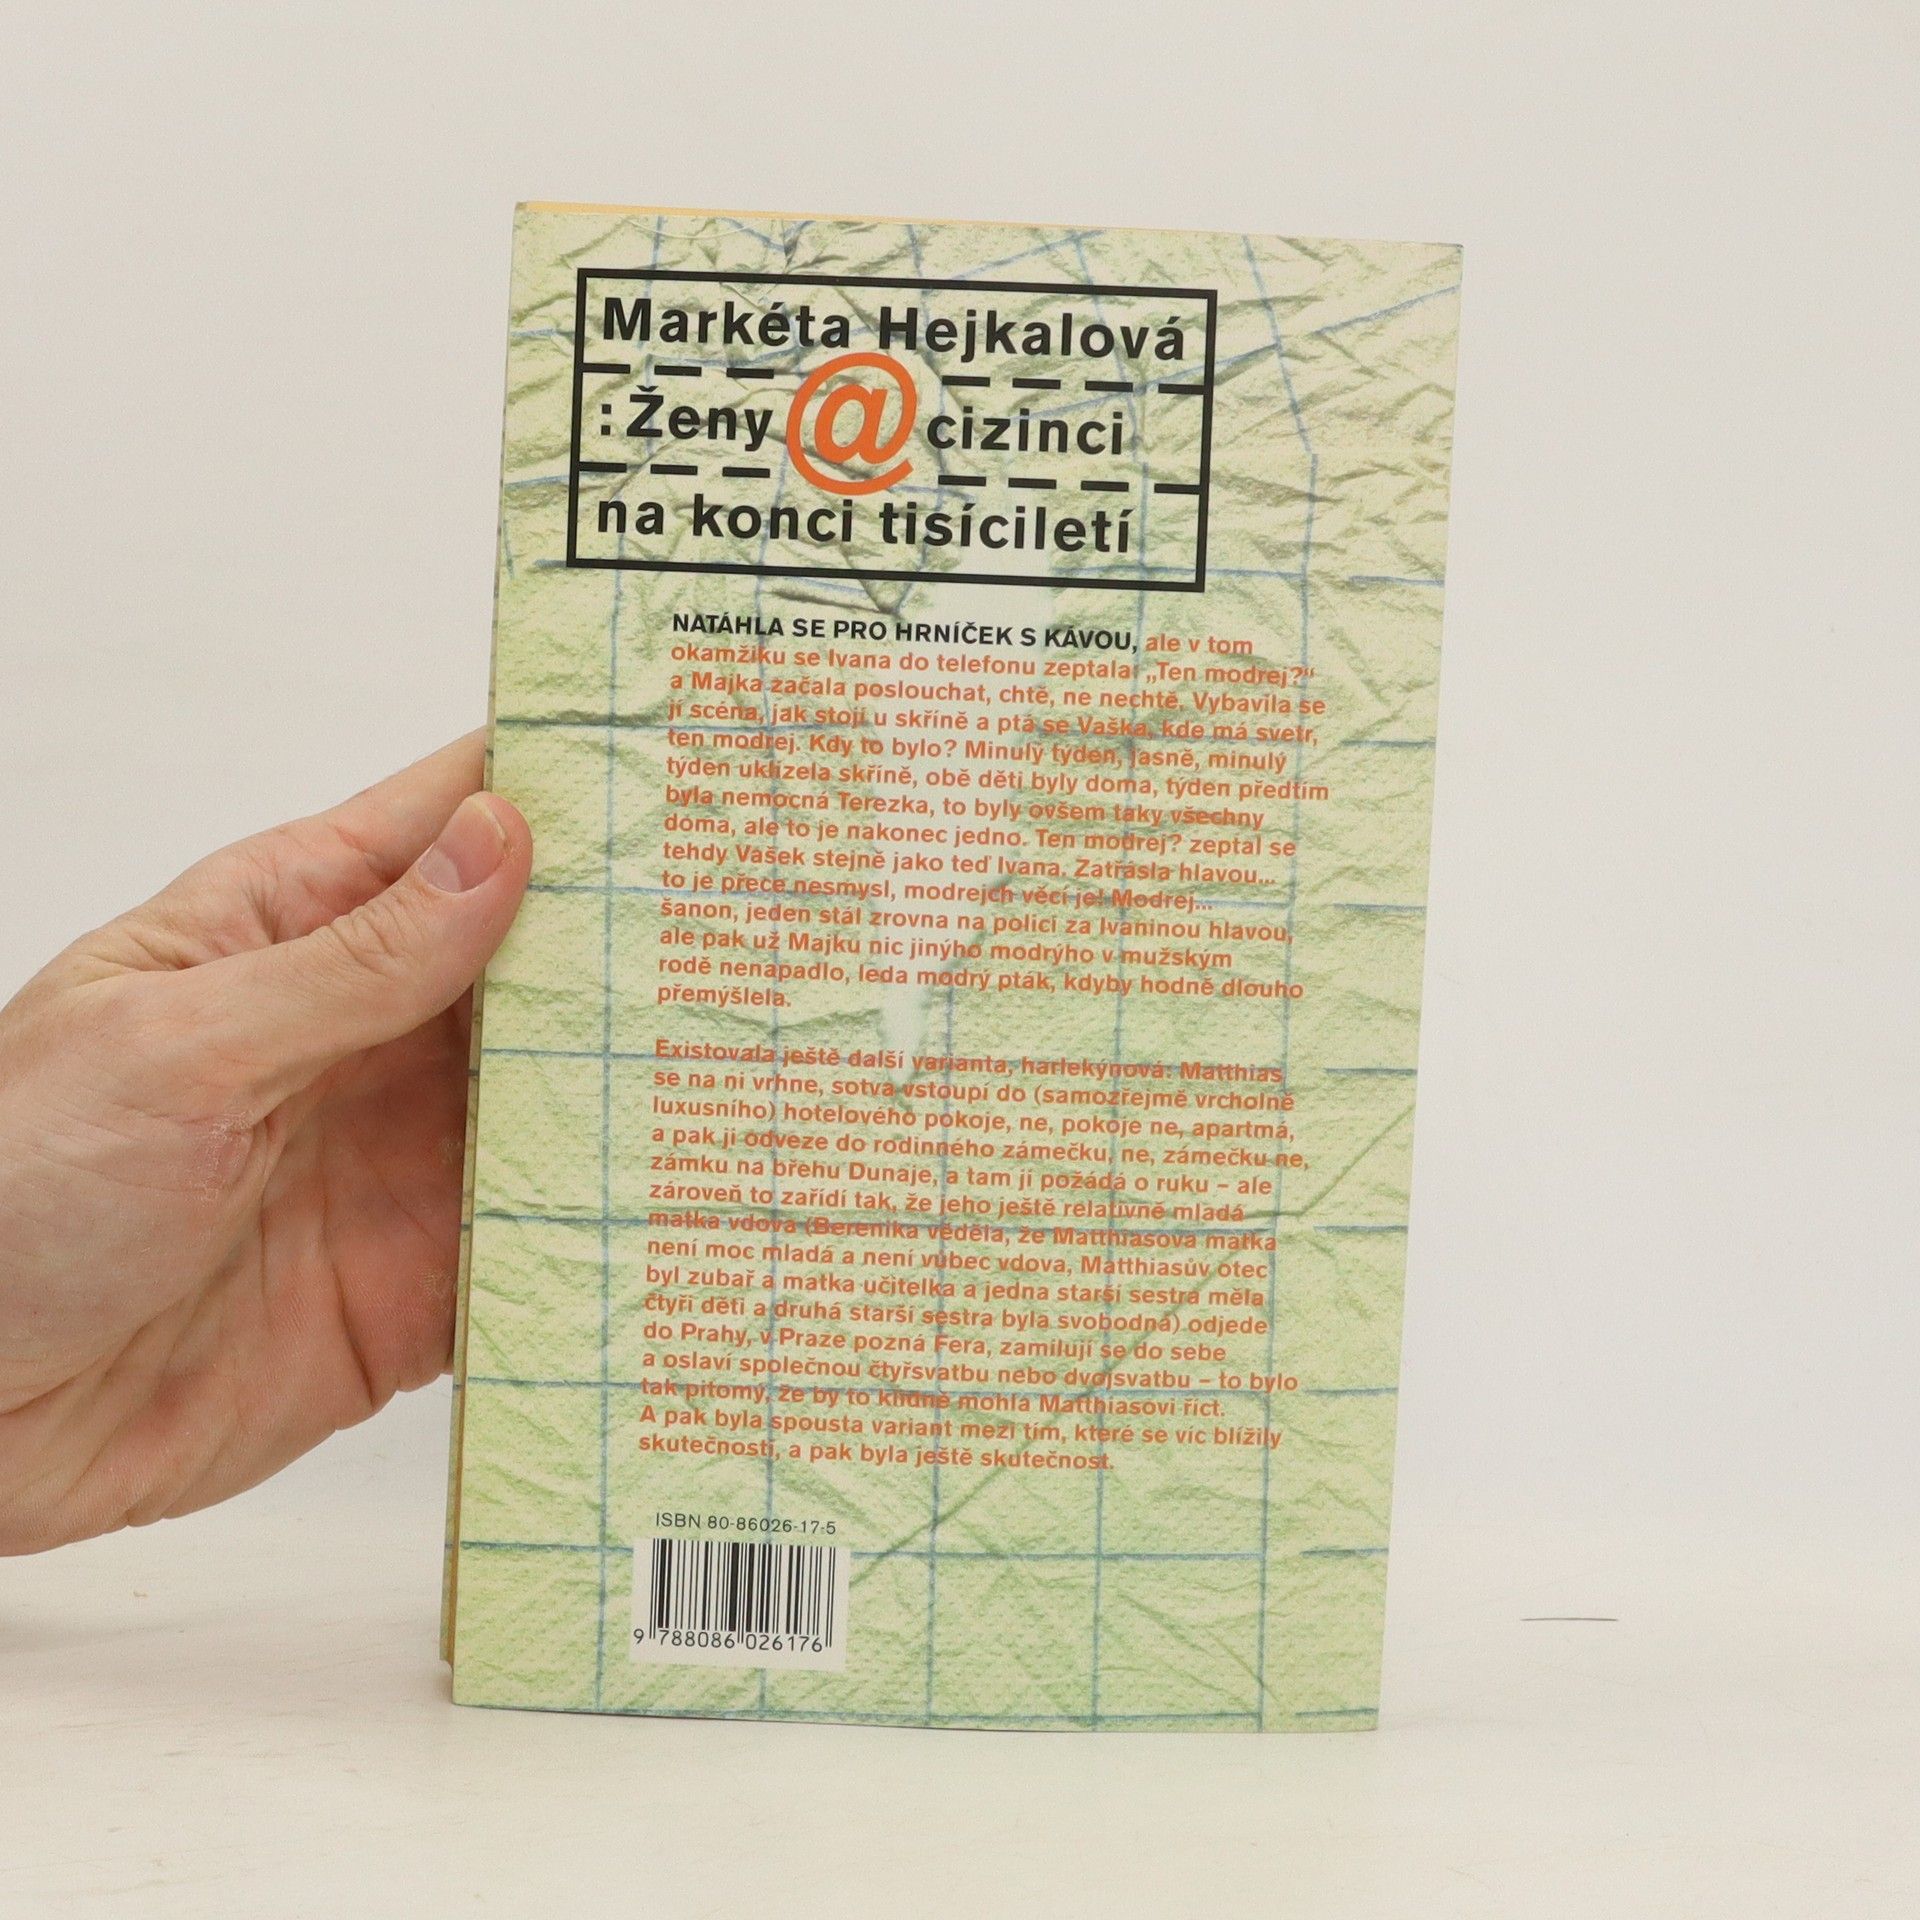 Markéta Hejkalová
:Ženy @ cizinci
na konci tisíciletí
NATÁHLA SE PRO HRNÍČEK S KÁVOU, ale v tom
okamžiku se Ivana do telefonu zeptala: „Ten modrej?“
a Majka začala poslouchat, chtě, ne nechtě. Vybavila se
jí scéna, jak stojí u skříně a ptá se Vaška, kde má svetr,
ten modrej. Kdy to bylo? Minulý týden, jasně, minulý
týden uklízela skříně, obě děti byly doma, týden předtím
byla nemocná Terezka, to byly ovšem taky všechny
doma, ale to je nakonec jedno. Ten modrej? zeptal se
tehdy Vašek stejně jako teď Ivana. Zatřásla hlavou...
to je přece nesmysl, modrejch věcí je! Modrej...
šanon, jeden stál zrovna na polici za Ivaninou hlavou,
ale pak už Majku nic jinýho modrýho v mužským
rodě nenapadlo, leda modrý pták, kdyby hodně dlouho
přemýšlela.
Existovala ještě další varianta, harlekýnová: Matthias
se na ni vrhne, sotva vstoupí do (samozřejmě vrcholně
luxusního) hotelového pokoje, ne, pokoje ne, apartmá,
a pak ji odveze do rodinného zámečku, ne, zámečku ne,
zámku na břehu Dunaje, a tam ji požádá o ruku – ale
zároveň to zařídí tak, že jeho ještě relativně mladá
matka vdova (Berenika věděla, že Matthiasova matka
není moc mladá a není vůbec vdova, Matthiasův otec
byl zubař a matka učitelka a jedna starší sestra měla
čtyři děti a druhá starší sestra byla svobodná) odjede
do Prahy, v Praze pozná Fera, zamilují se do sebe
a oslaví společnou čtyřsvatbu nebo dvojsvatbu – to bylo
tak pitomý, že by to klidně mohla Matthiasovi říct.
A pak byla spousta variant mezi tím, které se víc blížily
skutečnosti, a pak byla ještě skutečnost.
ISBN 80-86026-17-5
9 788086 026176